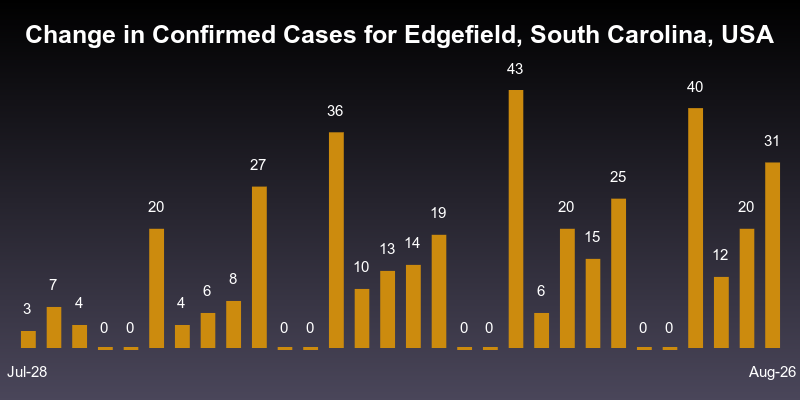 Change in Confirmed Cases for Edgefield, South Carolina, USA
3 7 4 0 0 20 4 6 8 27 0 0 36 10 13 14 19 0 0 43 6 20 15 25 0 0 40 12 20 31
Jul-28 Aug-26